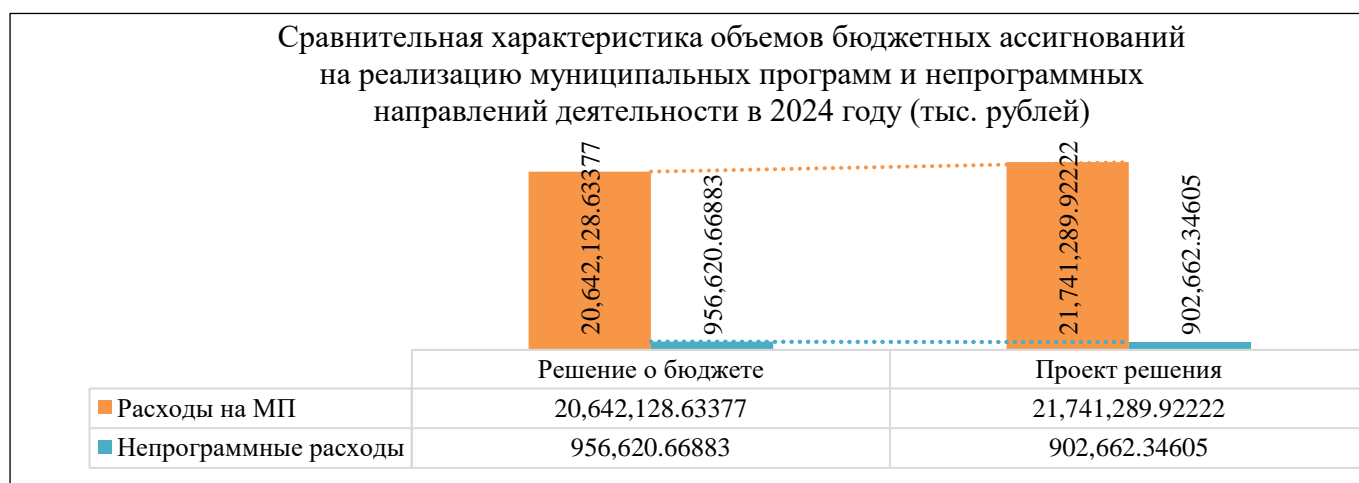 Сравнительная характеристика объемов бюджетных ассигнований
на реализацию муниципальных программ и непрограммных
направлений деятельности в 2024 году (тыс. рублей)
20,642,128.63377
956,620.66883
21,741,289.92222
902,662.34605
Решение о бюджете Проект решения
Расходы на МП 20,642,128.63377 21,741,289.92222
Непрограммные расходы 956,620.66883 902,662.34605